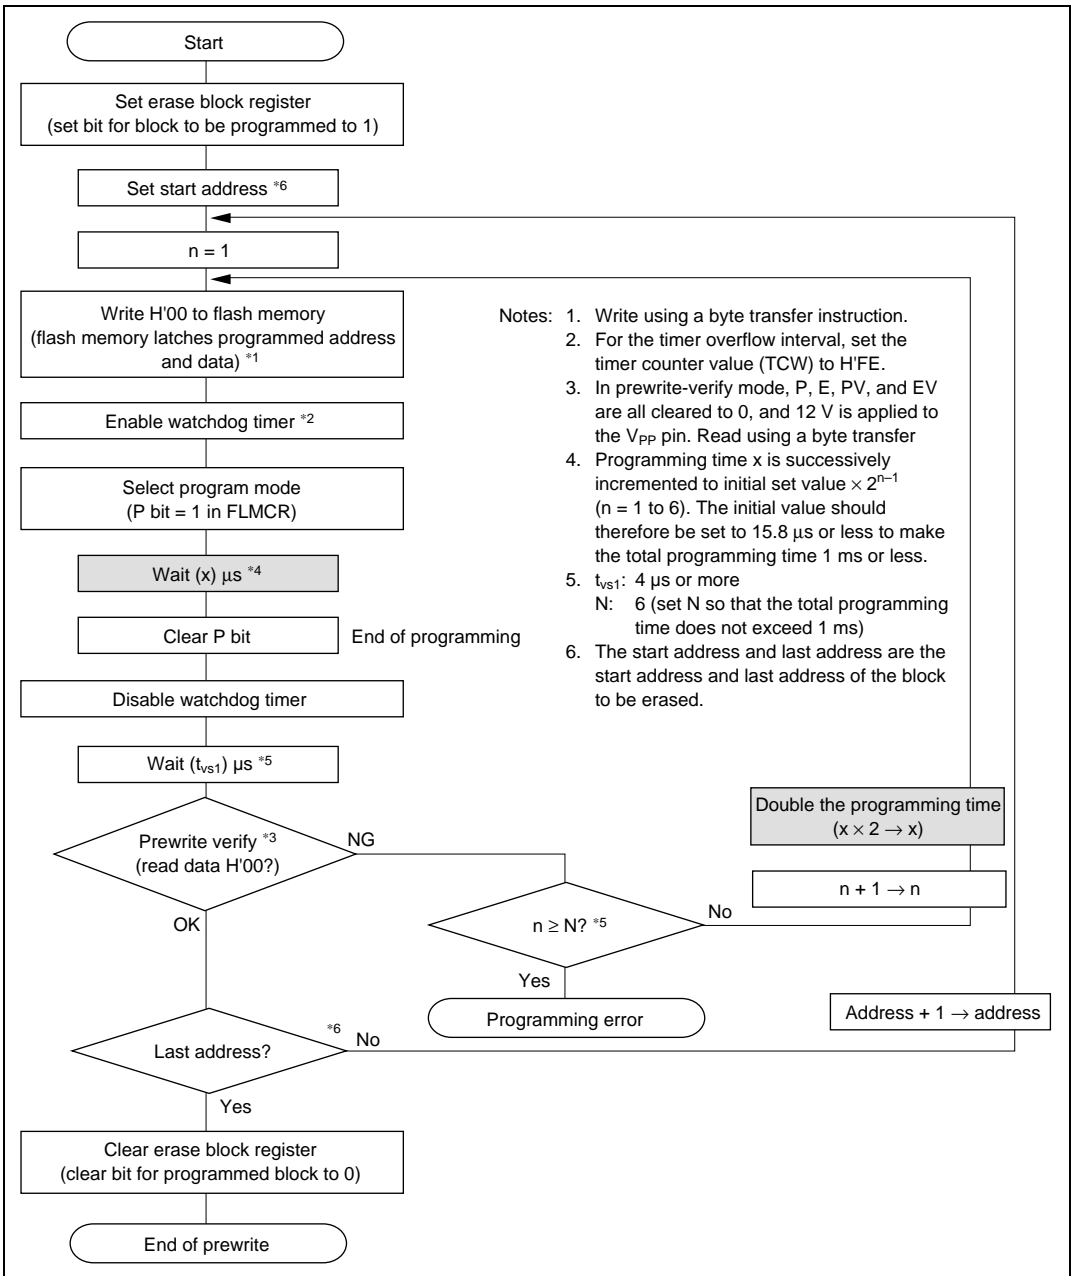 Start
Set erase block register
(set bit for block to be programmed to 1)
Set start address *6
n = 1
Write H'00 to flash memory
(flash memory latches programmed address
and data) *1
Enable watchdog timer *2
Select program mode
(P bit = 1 in FLMCR)
Wait (x) μs *4
Clear P bit
End of programming
Disable watchdog timer
Wait (tvs1) μs *5
Prewrite verify *3
(read data H'00?)
NG
OK
n ≥ N? *5
No
Yes
Programming error
Double the programming time
(x × 2 → x)
n + 1 → n
Address + 1 → address
Last address?
*6
No
Yes
Clear erase block register
(clear bit for programmed block to 0)
End of prewrite
Notes: 1. Write using a byte transfer instruction.
2. For the timer overflow interval, set the
timer counter value (TCW) to H'FE.
3. In prewrite-verify mode, P, E, PV, and EV
are all cleared to 0, and 12 V is applied to
the VPP pin. Read using a byte transfer
4. Programming time x is successively
incremented to initial set value × 2n–1
(n = 1 to 6). The initial value should
therefore be set to 15.8 μs or less to make
the total programming time 1 ms or less.
5. tvs1: 4 μs or more
N: 6 (set N so that the total programming
time does not exceed 1 ms)
6. The start address and last address are the
start address and last address of the block
to be erased.